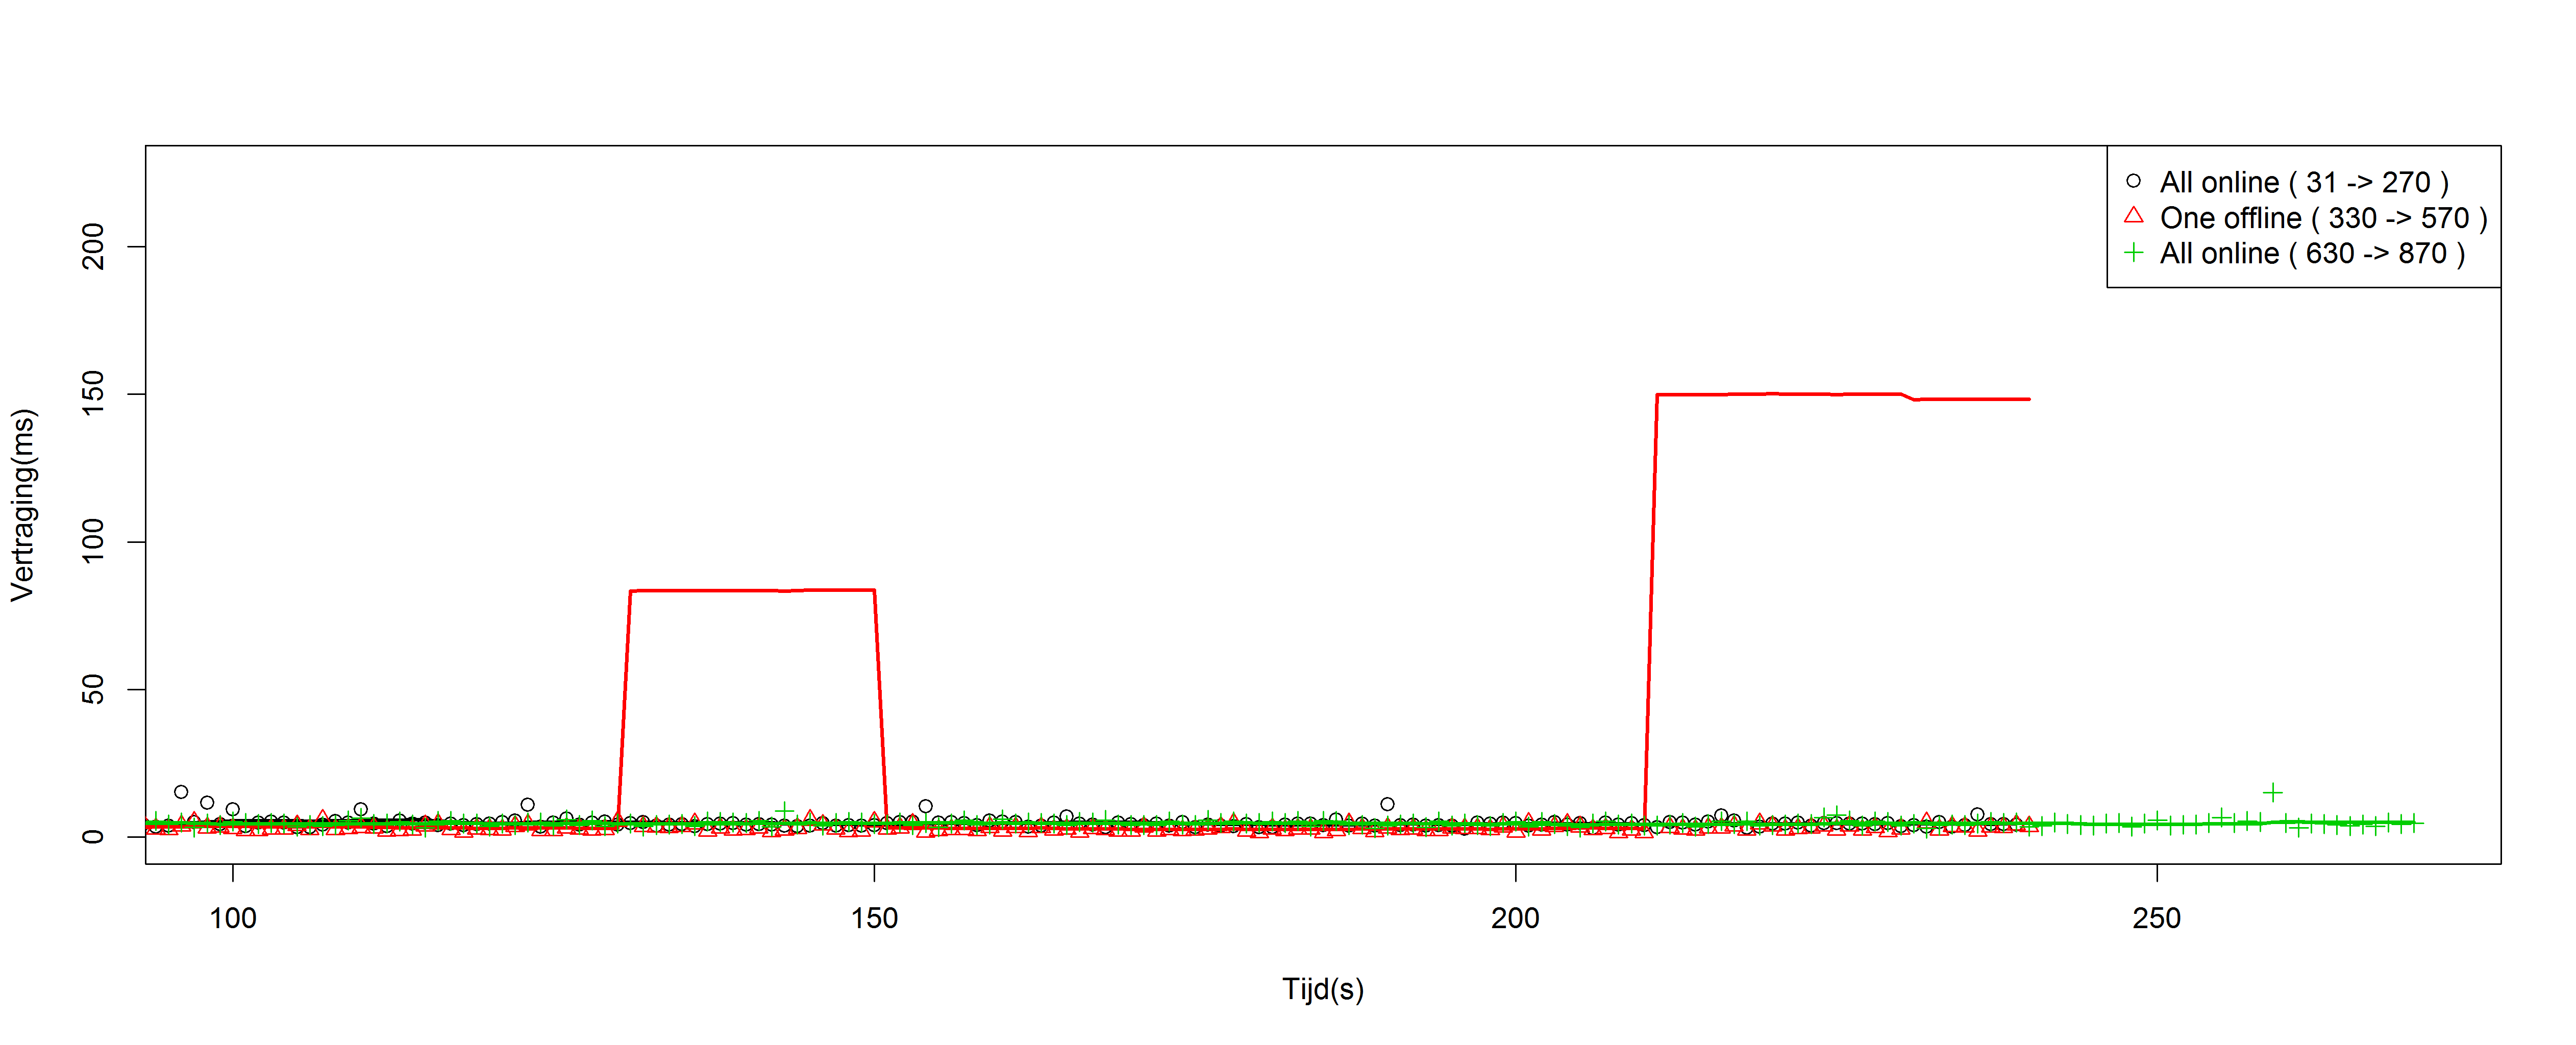 All online ( 31 -> 270 )
One offline ( 330 -> 570 )
All online ( 630 -> 870 )
Vertraging(ms)
200
150
100
50
0
100
150
200
250
Tijd(s)